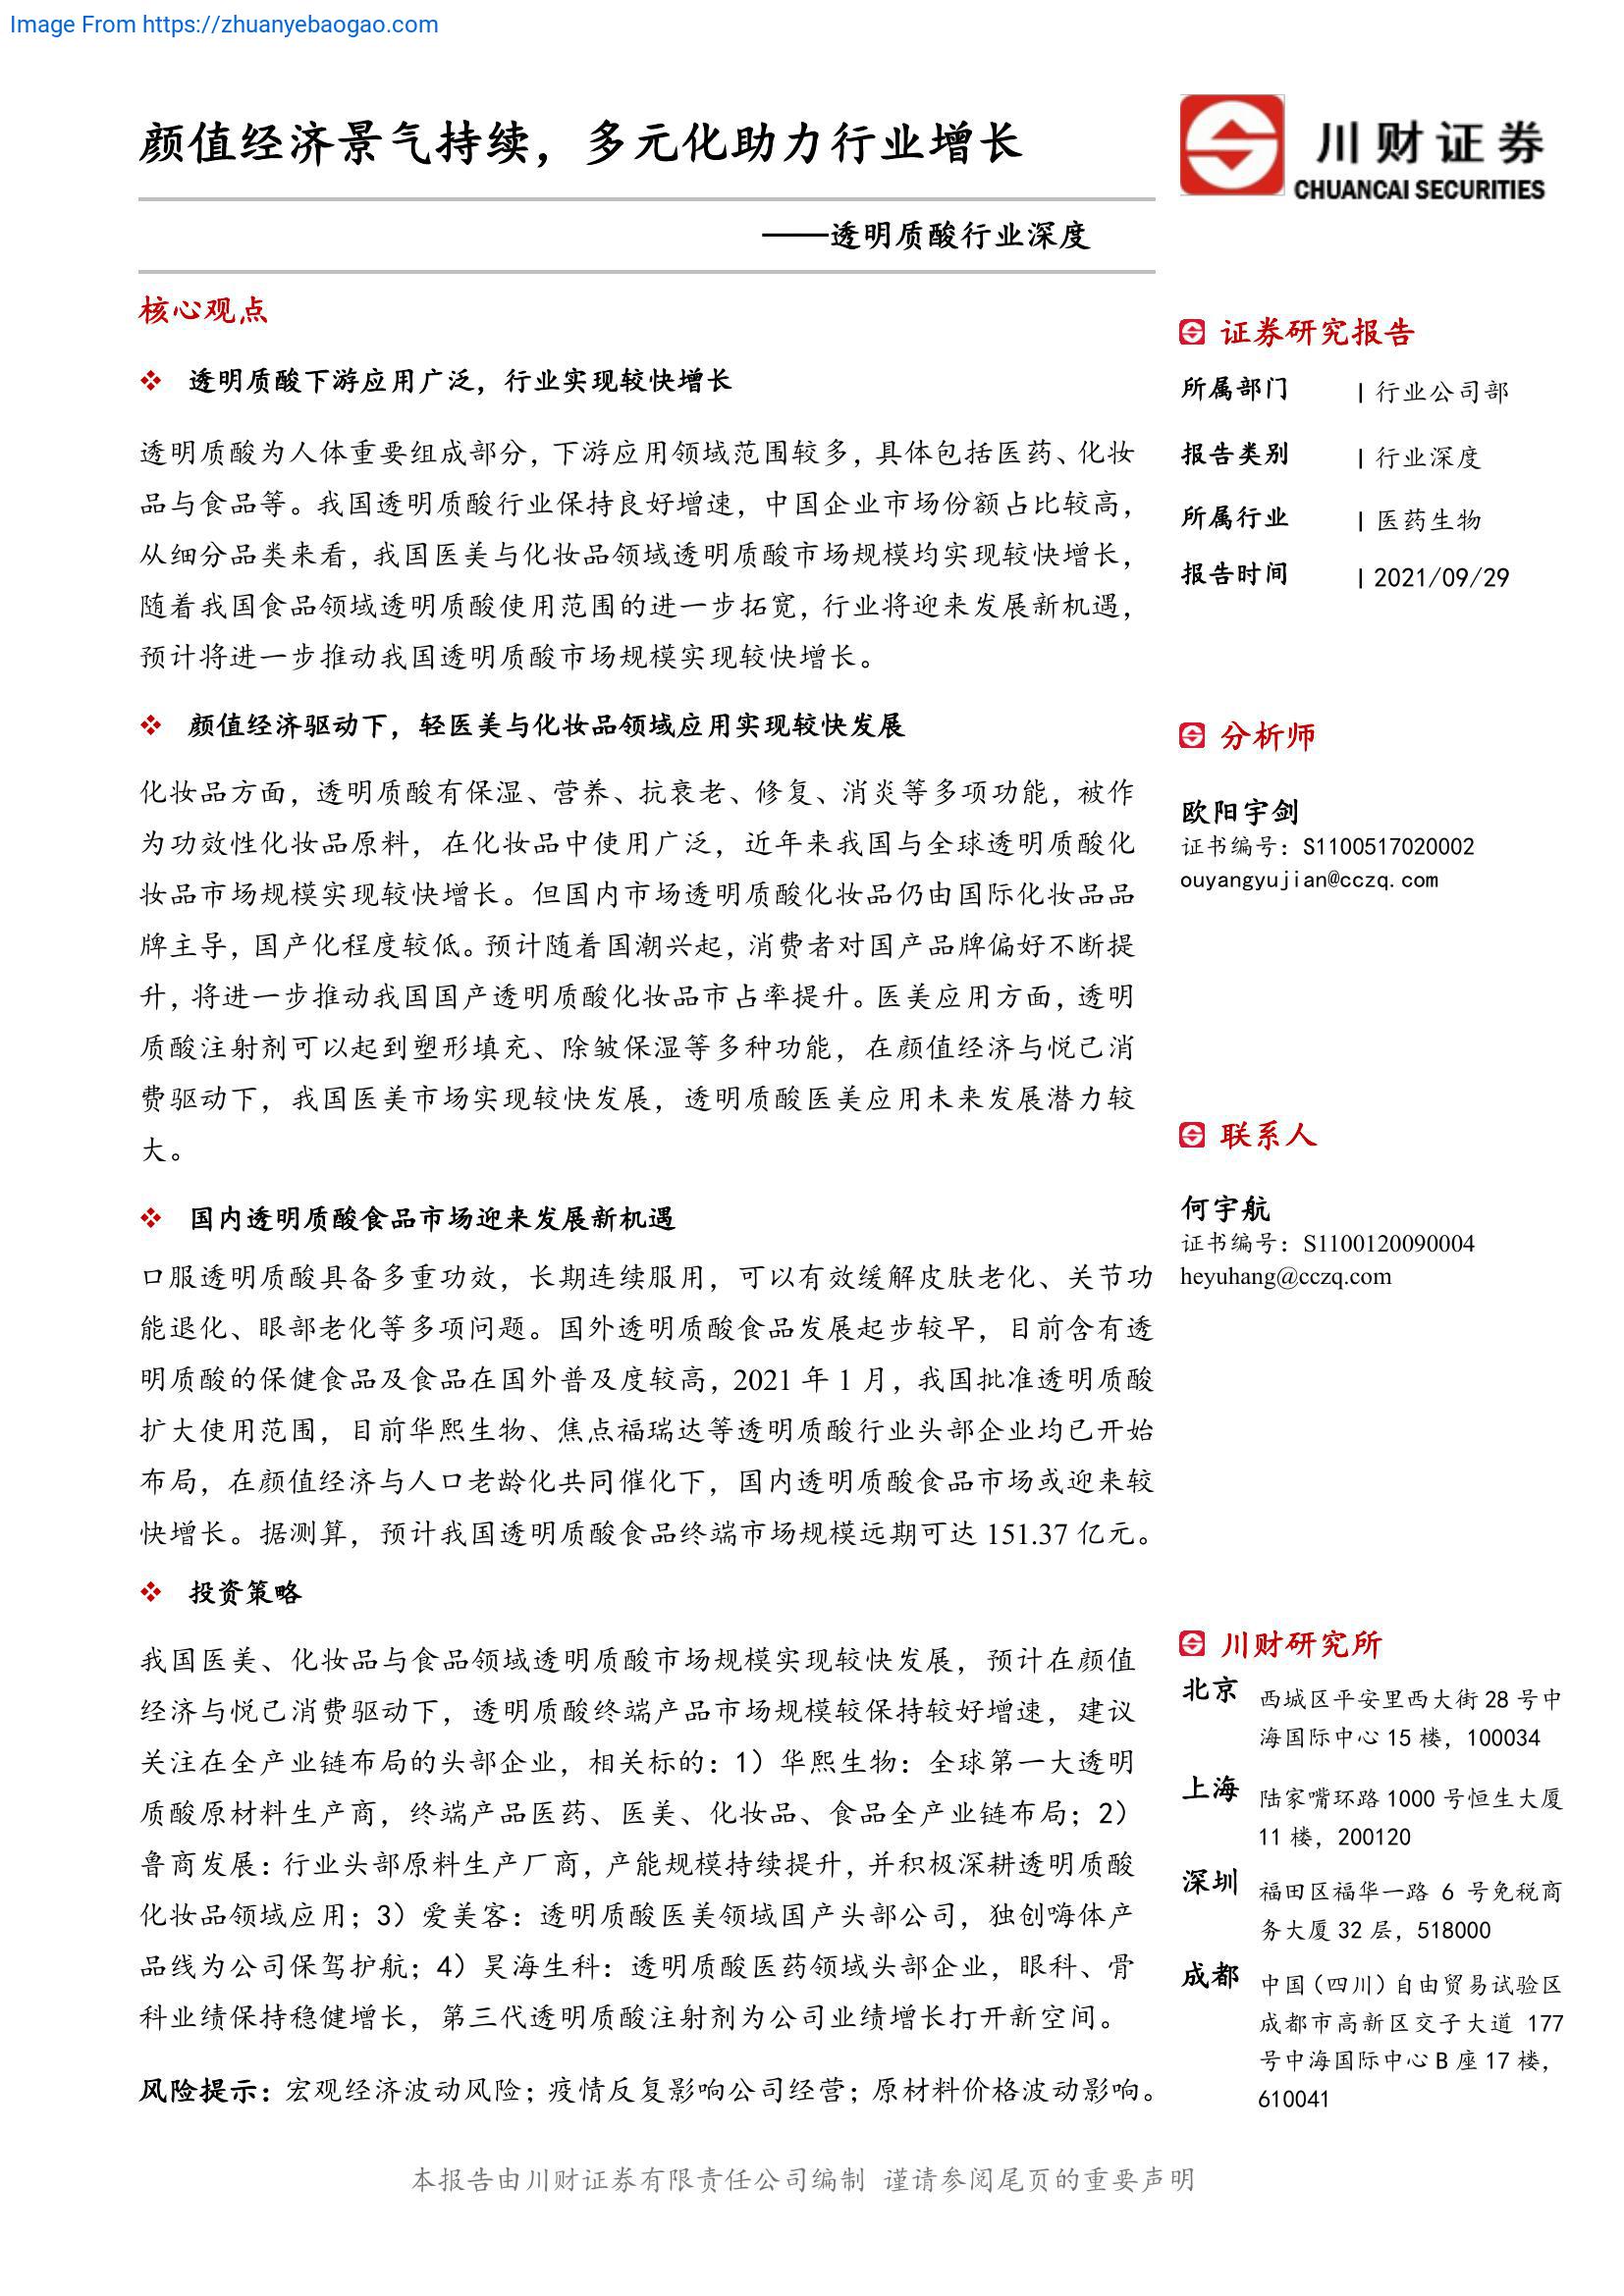 Image From https://zhuanyebaogao.com
颜值经济景气持续，多元化助力行业增长
——透明质酸行业深度
川财证券
CHUANCAI SECURITIES
核心观点
透明质酸下游应用广泛，行业实现较快增长
透明质酸为人体重要组成部分，下游应用领域范围较多，具体包括医药、化妆
品与食品等。我国透明质酸行业保持良好增速，中国企业市场份额占比较高，
从细分品类来看，我国医美与化妆品领域透明质酸市场规模均实现较快增长，
随着我国食品领域透明质酸使用范围的进一步拓宽，行业将迎来发展新机遇，
预计将进一步推动我国透明质酸市场规模实现较快增长。
颜值经济驱动下，轻医美与化妆品领域应用实现较快发展
化妆品方面，透明质酸有保湿、营养、抗衰老、修复、消炎等多项功能，被作
为功效性化妆品原料，在化妆品中使用广泛，近年来我国与全球透明质酸化
妆品市场规模实现较快增长。但国内市场透明质酸化妆品仍由国际化妆品品
牌主导，国产化程度较低。预计随着国潮兴起，消费者对国产品牌偏好不断提
升，将进一步推动我国国产透明质酸化妆品市占率提升。医美应用方面，透明
质酸注射剂可以起到塑形填充、除皱保湿等多种功能，在颜值经济与悦己消
费驱动下，我国医美市场实现较快发展，透明质酸医美应用未来发展潜力较
大。
国内透明质酸食品市场迎来发展新机遇
口服透明质酸具备多重功效，长期连续服用，可以有效缓解皮肤老化、关节功
能退化、眼部老化等多项问题。国外透明质酸食品发展起步较早，目前含有透
明质酸的保健食品及食品在国外普及度较高，2021 年 1 月，我国批准透明质酸
扩大使用范围，目前华熙生物、焦点福瑞达等透明质酸行业头部企业均已开始
布局，在颜值经济与人口老龄化共同催化下，国内透明质酸食品市场或迎来较
快增长。据测算，预计我国透明质酸食品终端市场规模远期可达 151.37 亿元。
投资策略
我国医美、化妆品与食品领域透明质酸市场规模实现较快发展，预计在颜值
经济与悦己消费驱动下，透明质酸终端产品市场规模较保持较好增速，建议
关注在全产业链布局的头部企业，相关标的：1）华熙生物：全球第一大透明
质酸原材料生产商，终端产品医药、医美、化妆品、食品全产业链布局；2）
鲁商发展：行业头部原料生产厂商，产能规模持续提升，并积极深耕透明质酸
化妆品领域应用；3）爱美客：透明质酸医美领域国产头部公司，独创嗨体产
品线为公司保驾护航；4）昊海生科：透明质酸医药领域头部企业，眼科、骨
科业绩保持稳健增长，第三代透明质酸注射剂为公司业绩增长打开新空间。
风险提示：宏观经济波动风险；疫情反复影响公司经营；原材料价格波动影响。
证券研究报告
所属部门 | 行业公司部
报告类别 | 行业深度
所属行业 | 医药生物
报告时间 | 2021/09/29
分析师
欧阳宇剑
证书编号：S1100517020002
ouyangyujian@cczq.com
联系人
何宇航
证书编号：S1100120090004
heyuhang@cczq.com
川财研究所
北京 西城区平安里西大街 28 号中
海国际中心 15 楼，100034
上海 陆家嘴环路 1000 号恒生大厦
11 楼，200120
深圳 福田区福华一路 6 号免税商
务大厦 32 层，518000
成都 中国（四川）自由贸易试验区
成都市高新区交子大道 177
号中海国际中心 B 座 17 楼，
610041
本报告由川财证券有限责任公司编制 谨请参阅尾页的重要声明